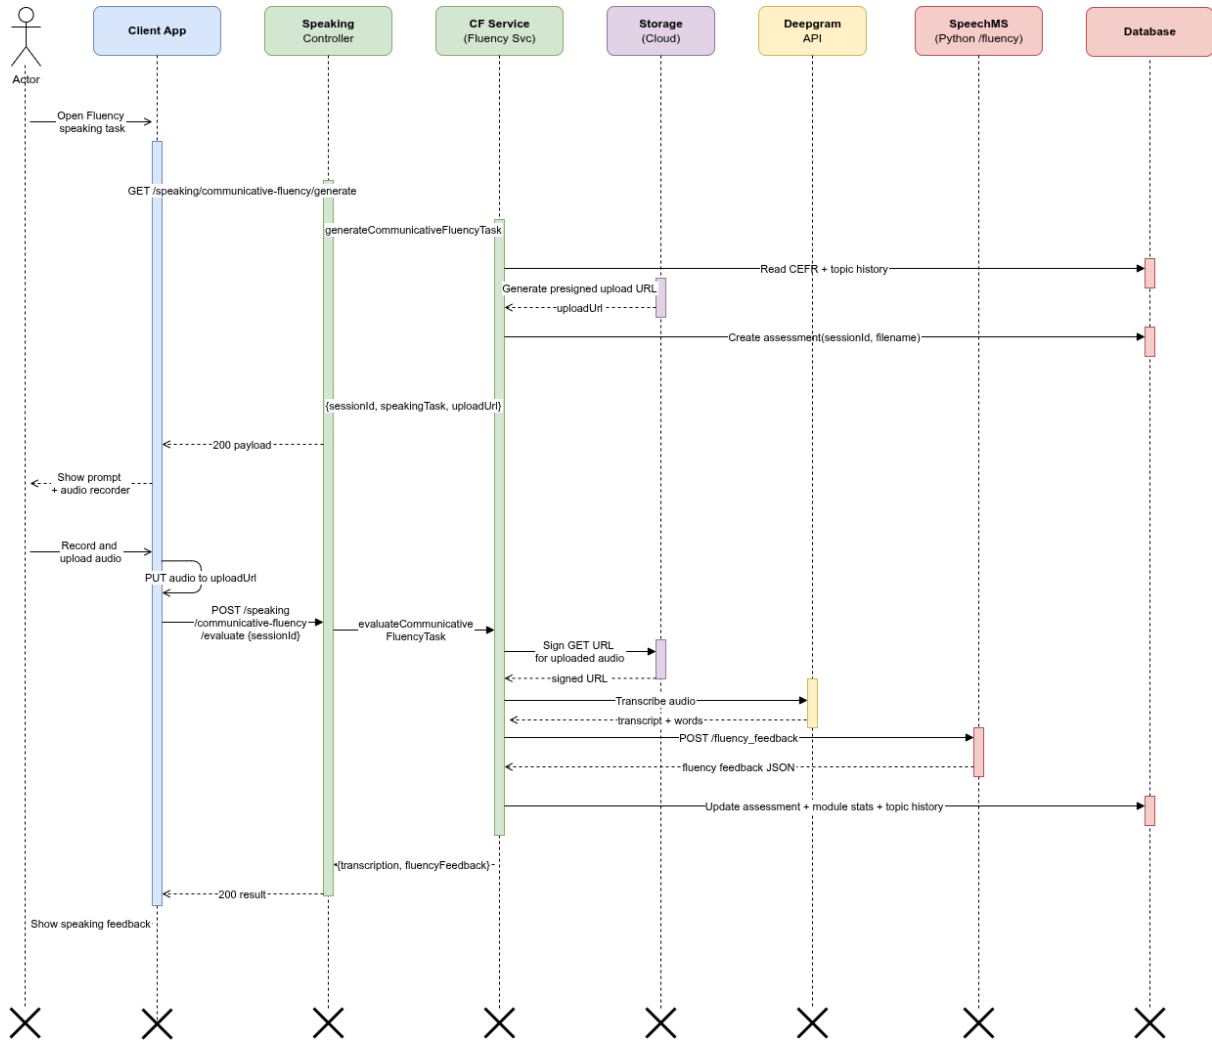 Client App
Speaking
Controller
CF Service
(Fluency Svc)
Storage
(Cloud)
Deepgram
API
SpeechMS
(Python /fluency)
Database
Actor
Open Fluency
speaking task
GET /speaking/communicative-fluency/generate
generateCommunicativeFluencyTask
Read CEFR + topic history
Generate presigned upload URL
uploadUrl
Create assessment(sessionId, filename)
{sessionId, speakingTask, uploadUrl}
200 payload
Show prompt
+ audio recorder
Record and
upload audio
PUT audio to uploadUrl
POST /speaking
/communicative-fluency
/evaluate {sessionId}
evaluateCommunicative
FluencyTask
Sign GET URL
for uploaded audio
signed URL
Transcribe audio
transcript + words
POST /fluency_feedback
fluency feedback JSON
Update assessment + module stats + topic history
{transcription, fluencyFeedback}
200 result
Show speaking feedback